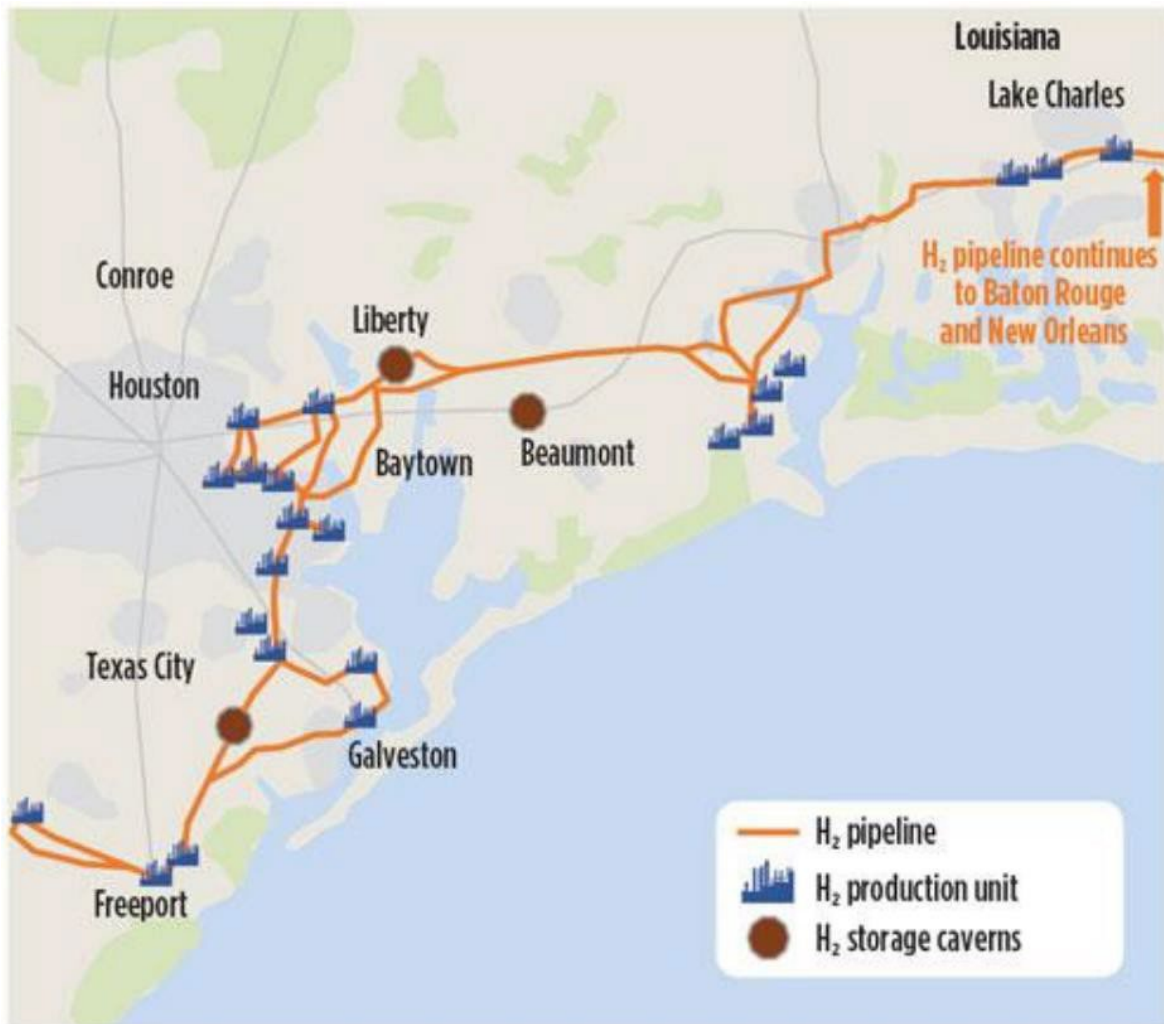 Louisiana
Lake Charles
H₂ pipeline continues
to Baton Rouge
and New Orleans
Conroe
Liberty
Houston
Baytown
Beaumont
Texas City
Galveston
Freeport
H₂ pipeline
H₂ production unit
H₂ storage caverns